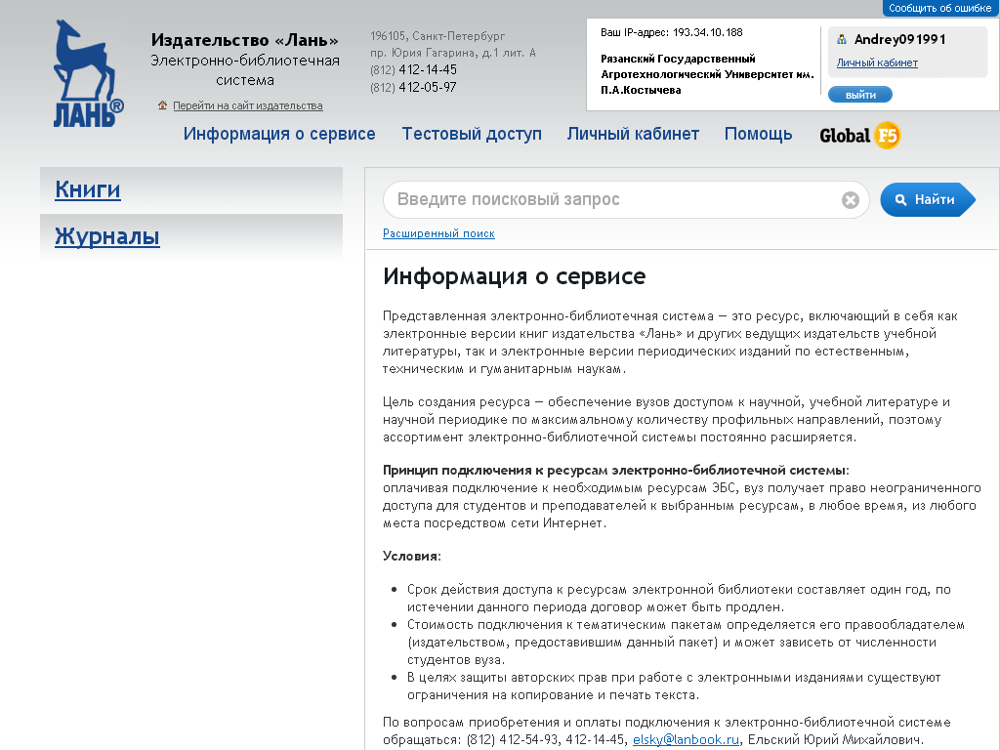 Сообщить об ошибке
ЛАНЬ®
Издательство «Лань»
Электронно-библиотечная
система
Перейти на сайт издательства
196105, Санкт-Петербург
пр. Юрия Гагарина, д.1 лит. А
(812) 412-14-45
(812) 412-05-97
Ваш IP-адрес: 193.34.10.188
Рязанский Государственный
Агротехнологический Университет им.
П.А.Костычева
Andrey091991
Личный кабинет
выйти
Информация о сервисе
Тестовый доступ
Личный кабинет
Помощь
Global F5
Книги
Журналы
Введите поисковый запрос
Найти
Расширенный поиск
Информация о сервисе
Представленная электронно-библиотечная система — это ресурс, включающий в себя как
электронные версии книг издательства «Лань» и других ведущих издательств учебной
литературы, так и электронные версии периодических изданий по естественным,
техническим и гуманитарным наукам.
Цель создания ресурса — обеспечение вузов доступом к научной, учебной литературе и
научной периодике по максимальному количеству профильных направлений, поэтому
ассортимент электронно-библиотечной системы постоянно расширяется.
Принцип подключения к ресурсам электронно-библиотечной системы:
оплачивая подключение к необходимым ресурсам ЭБС, вуз получает право неограниченного
доступа для студентов и преподавателей к выбранным ресурсам, в любое время, из любого
места посредством сети Интернет.
Условия:
• Срок действия доступа к ресурсам электронной библиотеки составляет один год, по
истечении данного периода договор может быть продлен.
• Стоимость подключения к тематическим пакетам определяется его правообладателем
(издательством, предоставившим данный пакет) и может зависеть от численности
студентов вуза.
• В целях защиты авторских прав при работе с электронными изданиями существуют
ограничения на копирование и печать текста.
По вопросам приобретения и оплаты подключения к электронно-библиотечной системе
обращаться: (812) 412-54-93, 412-14-45, elsky@lanbook.ru, Ельский Юрий Михайлович.